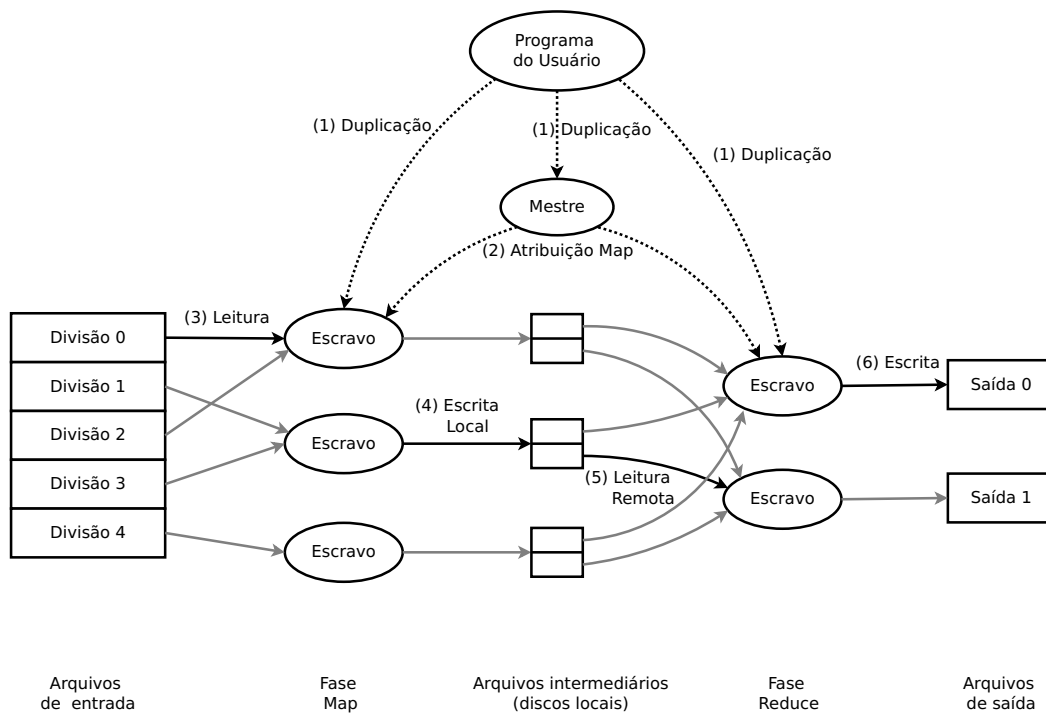 Programa
do Usuário
(1) Duplicação
(1) Duplicação
(1) Duplicação
Mestre
(2) Atribuição Map
(3) Leitura
Divisão 0
Divisão 1
Divisão 2
Divisão 3
Divisão 4
Escravo
Escravo
Escravo
(4) Escrita
Local
(5) Leitura
Remota
Escravo
Escravo
(6) Escrita
Saída 0
Saída 1
Arquivos
de entrada
Fase
Map
Arquivos intermediários
(discos locais)
Fase
Reduce
Arquivos
de saída